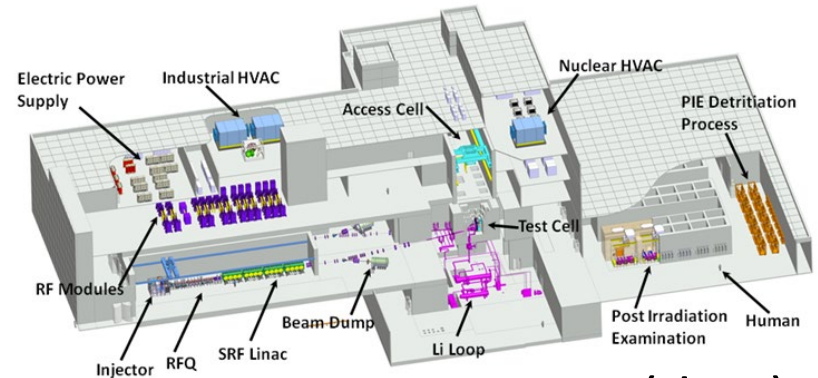 Electric Power
Supply
Industrial HVAC
Access Cell
Nuclear HVAC
PIE Detritiation
Process
Test Cell
RF Modules
Injector
RFQ
SRF Linac
Beam Dump
Li Loop
Post Irradiation
Examination
Human